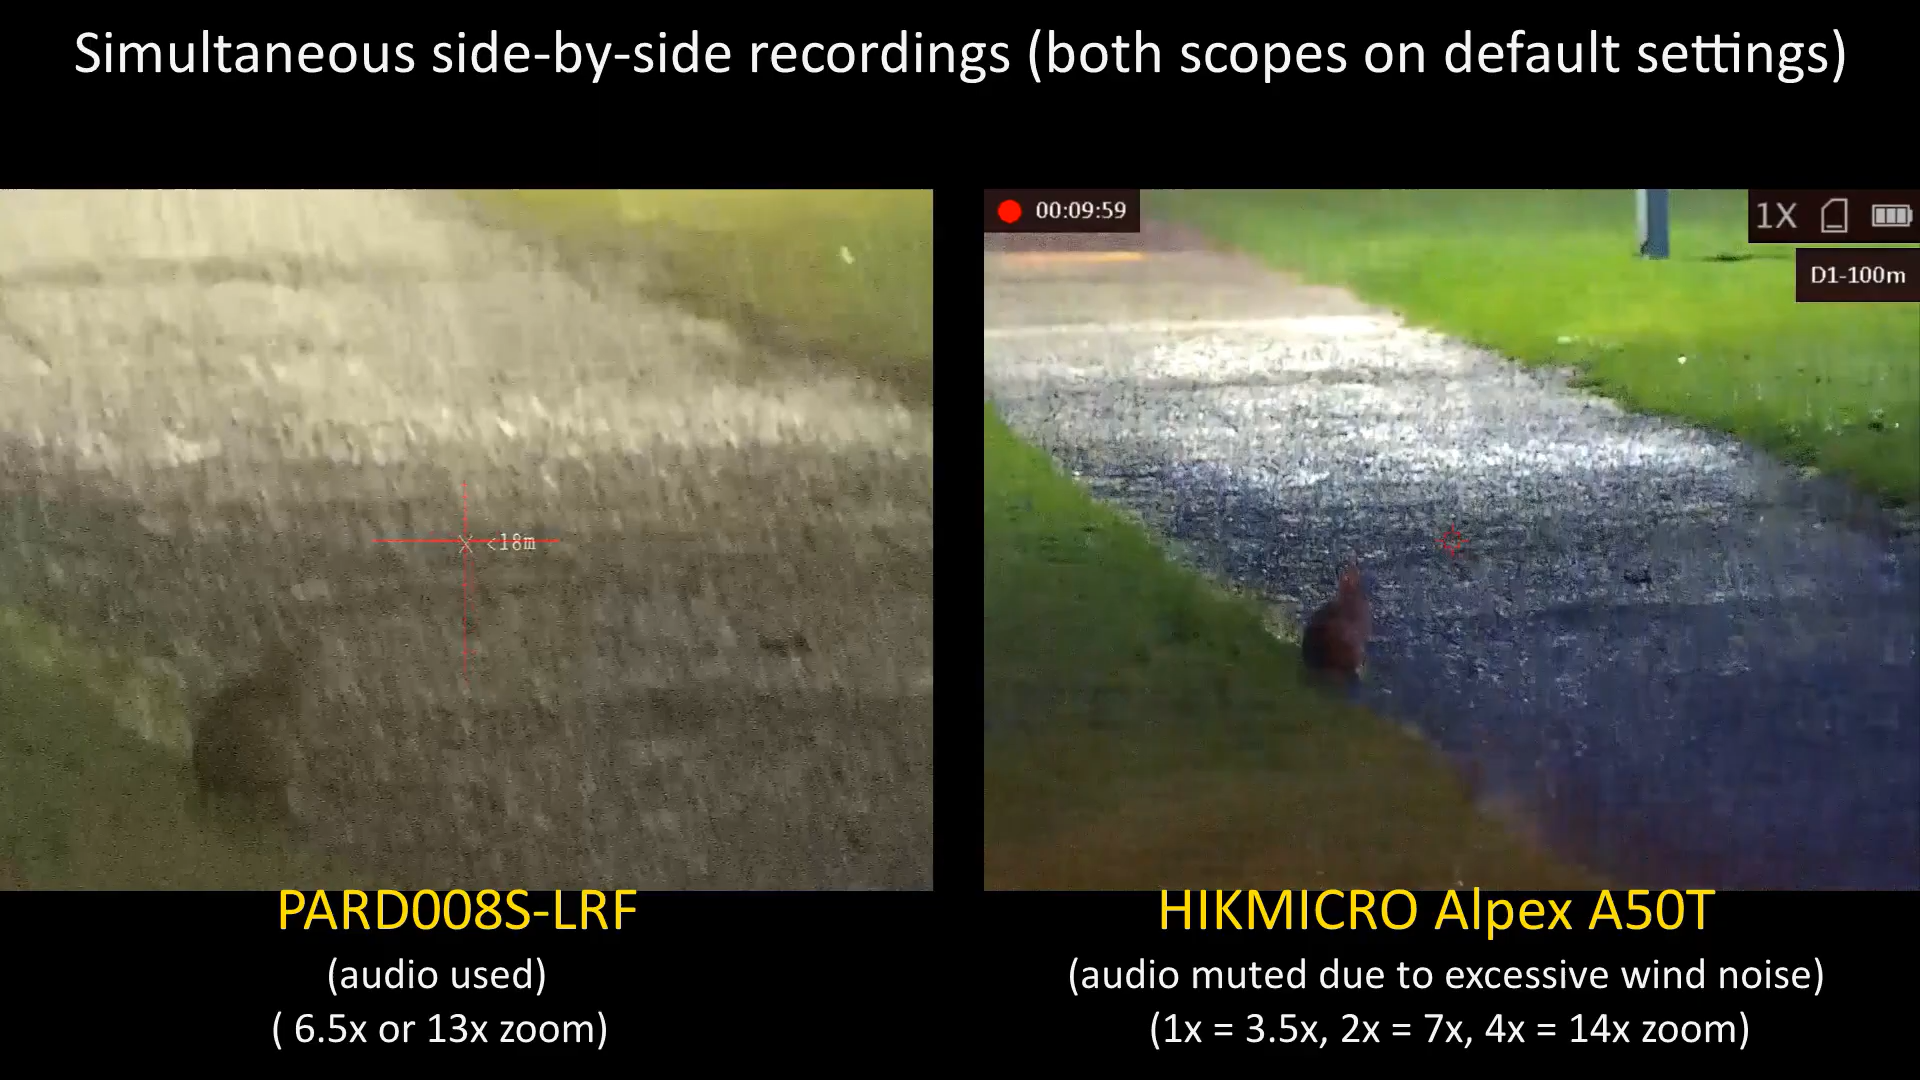 Simultaneous side-by-side recordings (both scopes on default settings)
00:09:59
1X
D1-100m
<18m
PARD008S-LRF
HIKMICRO Alpex A50T
(audio used)
(audio muted due to excessive wind noise)
( 6.5x or 13x zoom)
(1x = 3.5x, 2x = 7x, 4x = 14x zoom)